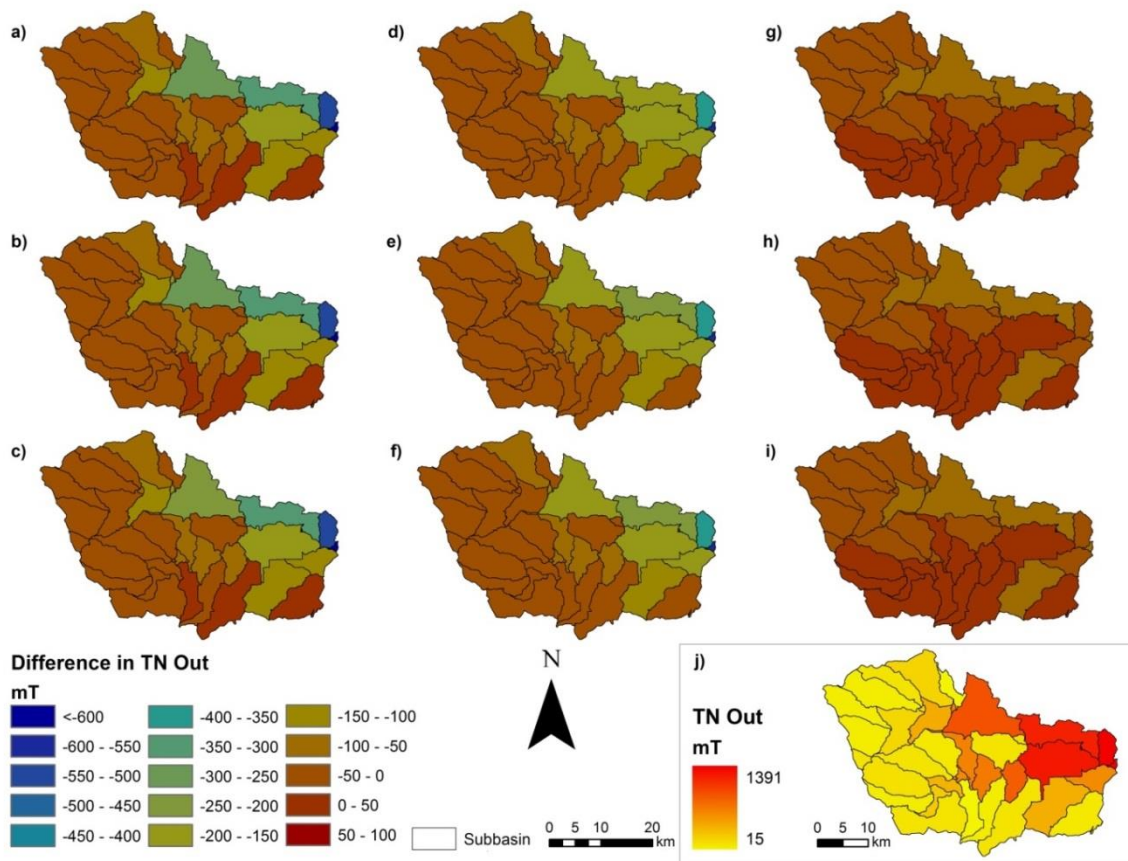 a)
d)
g)
b)
e)
h)
c)
f)
i)
Difference in TN Out
mT
<-600
-400 - -350
-150 - -100
-600 - -550
-350 - -300
-100 - -50
-550 - -500
-300 - -250
-50 - 0
-500 - -450
-250 - -200
0 - 50
-450 - -400
-200 - -150
50 - 100
N
Subbasin
0 5 10 20
km
j)
TN Out
mT
1391
15
0 5 10
km